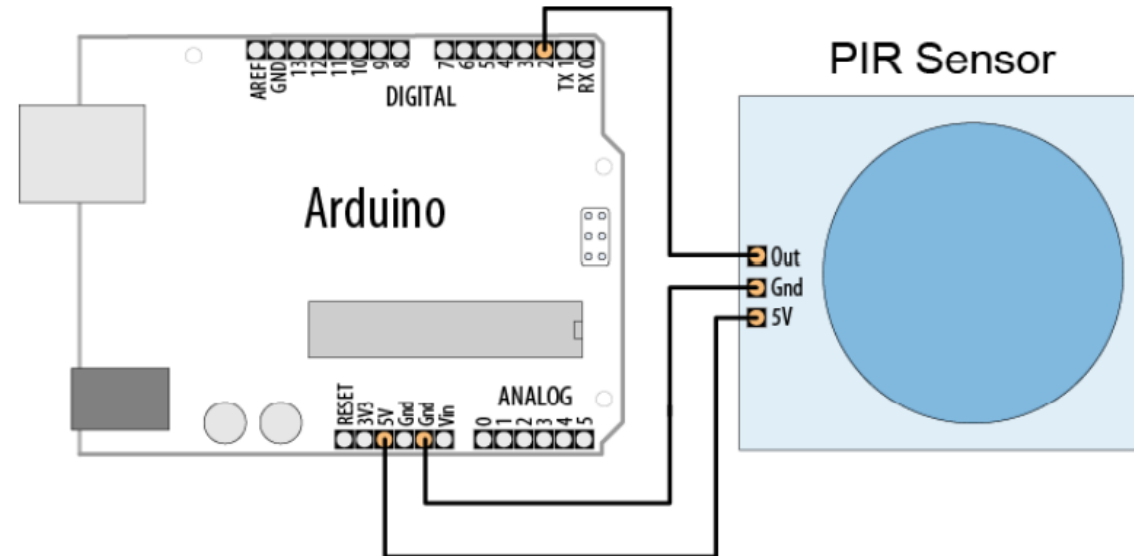 PIR Sensor
AREF
GND
13
12
11
10
9
8
7
6
5
4
3
2
TX 1
RX 0
DIGITAL
Arduino
Out
Gnd
5V
RESET
3V3
5V
Gnd
Gnd
Vin
ANALOG
0
1
2
3
4
5